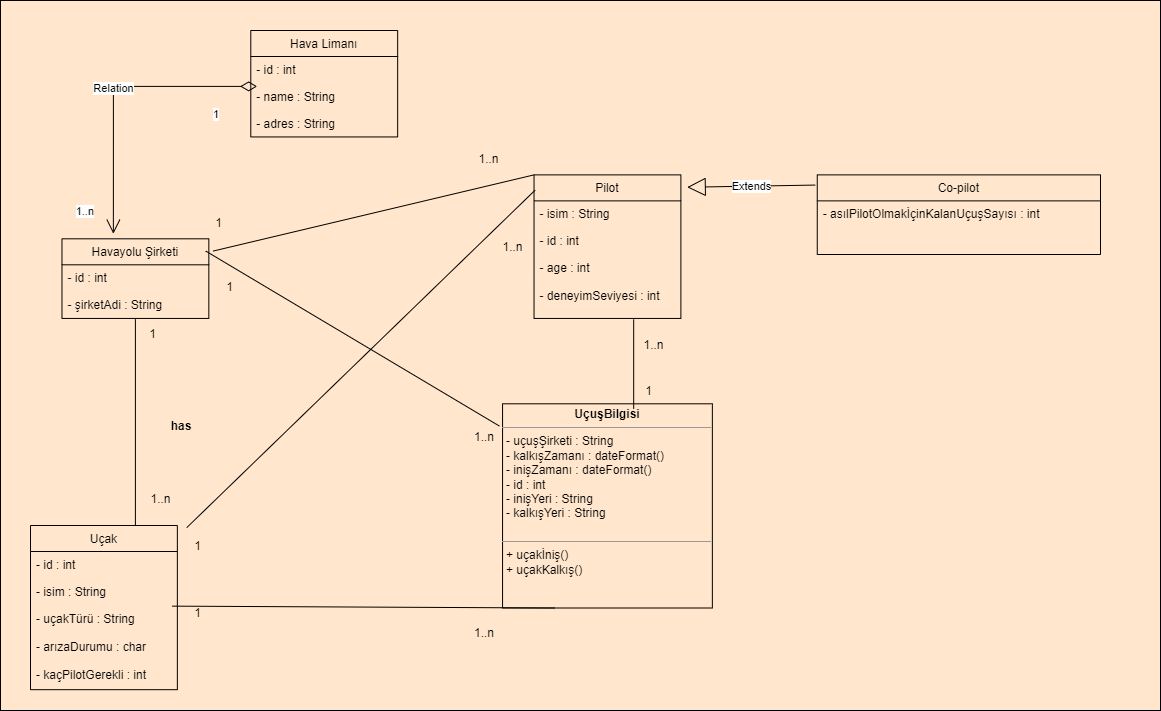 Hava Limanı
- id : int
- name : String
- adres : String
Relation
1
1..n
Havayolu Şirketi
- id : int
- şirketAdi : String
1
1..n
Pilot
- isim : String
- id : int
- age : int
- deneyimSeviyesi : int
Extends
Co-pilot
- asılPilotOlmakİçinKalanUçuşSayısı : int
1..n
1
1
1..n
1
has
1..n
UçuşBilgisi
- uçuşŞirketi : String
- kalkışZamanı : dateFormat()
- inişZamanı : dateFormat()
- id : int
- inişYeri : String
- kalkışYeri : String
+ uçakİniş()
+ uçakKalkış()
1..n
Uçak
- id : int
- isim : String
- uçakTürü : String
- arızaDurumu : char
- kaçPilotGerekli : int
1
1
1..n